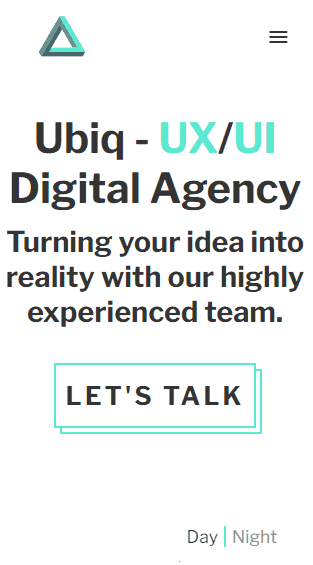 Ubiq - UX/UI
Digital Agency
Turning your idea into
reality with our highly
experienced team.
LET'S TALK
Day | Night